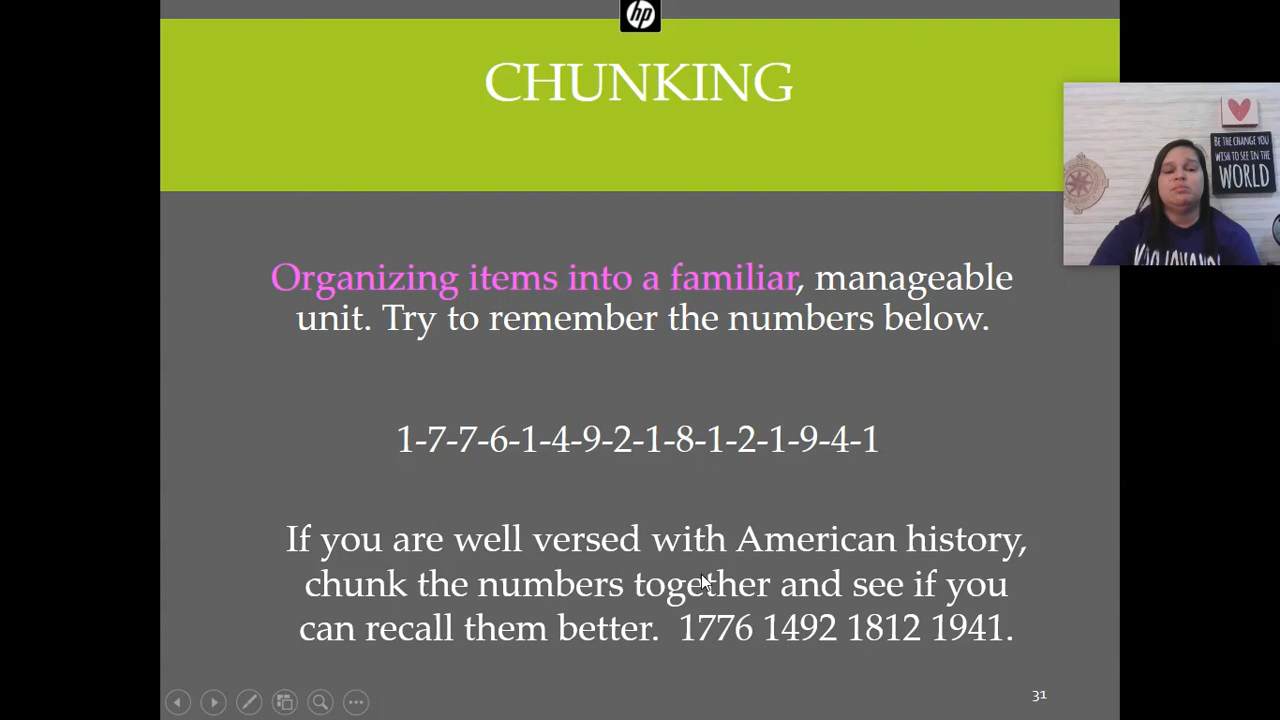 hp
CHUNKING
BE THE CHANGE YOU
WISH TO SEE IN THE
WORLD
Organizing items into a familiar, manageable
unit. Try to remember the numbers below.
1-7-7-6-1-4-9-2-1-8-1-2-1-9-4-1
If you are well versed with American history,
chunk the numbers together and see if you
can recall them better.  1776 1492 1812 1941.
31